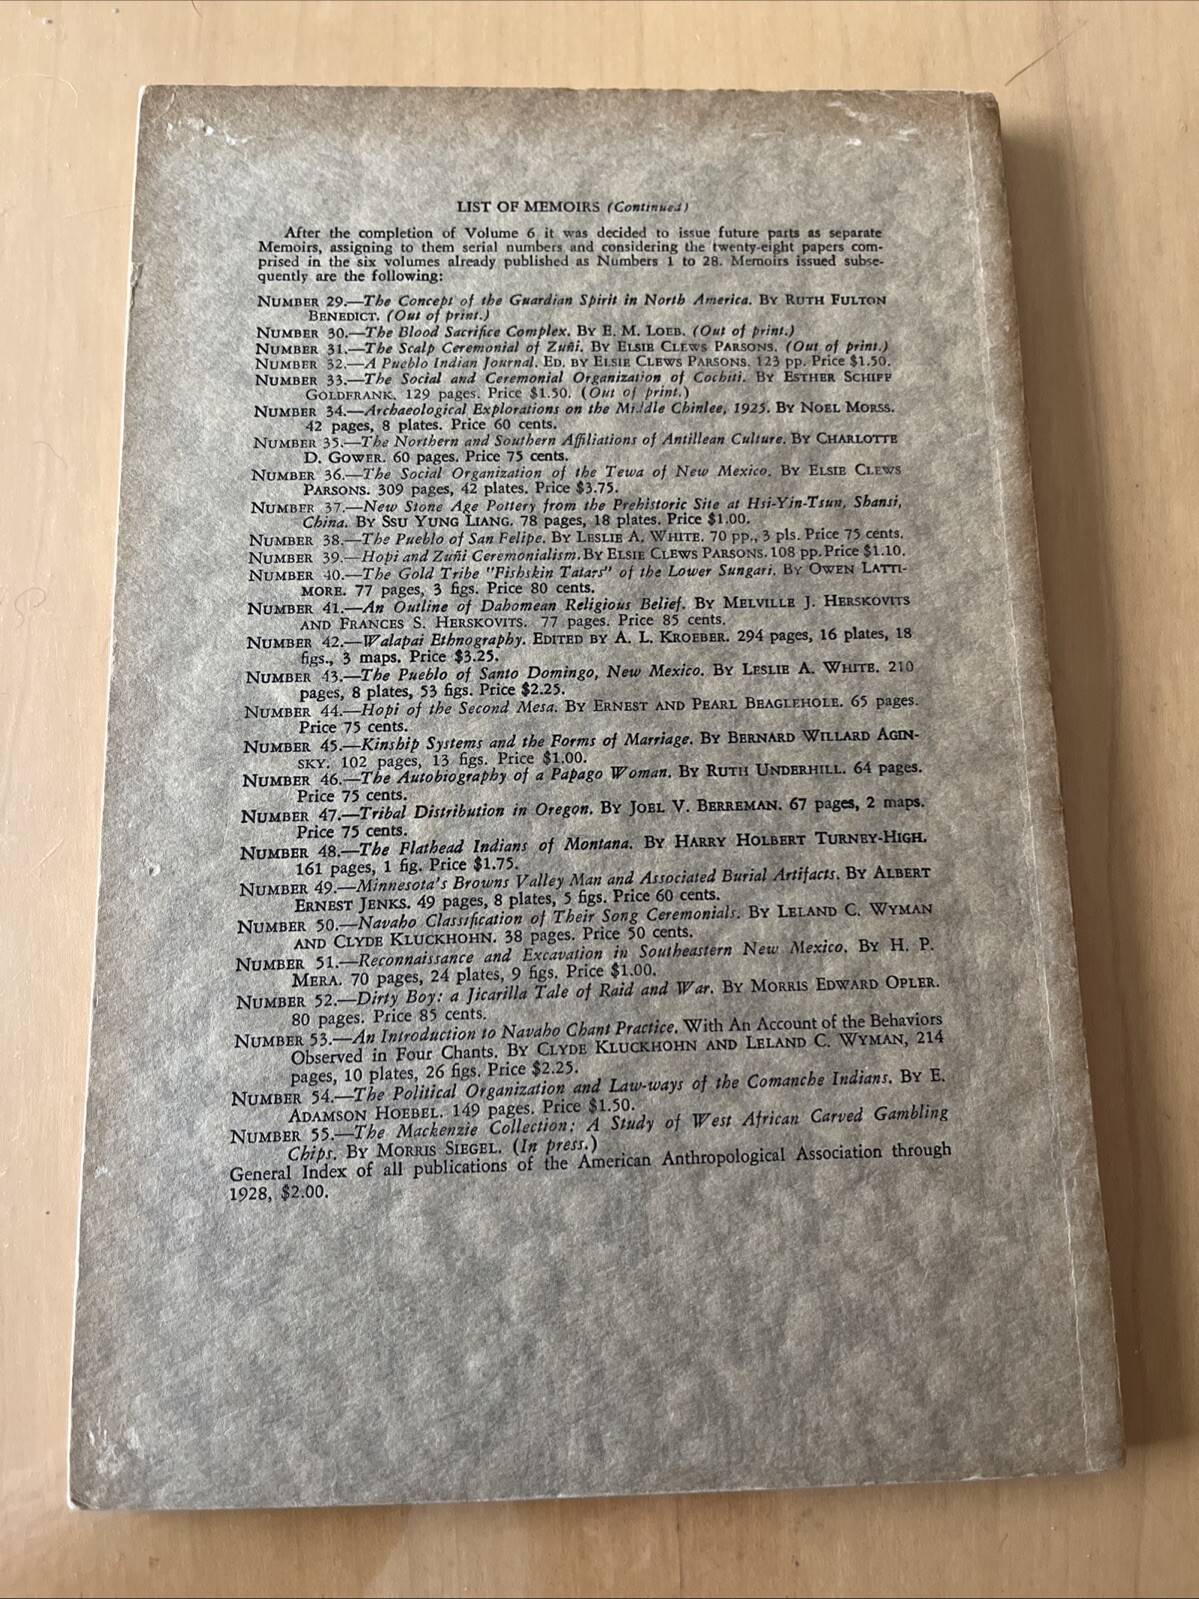 LIST OF MEMOIRS (Continued)
After the completion of Volume 6 it was decided to issue future parts as separate
Memoirs, assigning to them serial numbers and considering the twenty-eight papers com-
prised in the six volumes already published as Numbers 1 to 28. Memoirs issued subse-
quently are the following:
NUMBER 29.—The Concept of the Guardian Spirit in North America. BY RUTH FULTON
BENEDICT. (Out of print.)
NUMBER 30.—The Blood Sacrifice Complex. BY E. M. LOEB. (Out of print.)
NUMBER 31.—The Scalp Ceremonial of Zuñi. BY ELSIE CLEWS PARSONS. (Out of print.)
NUMBER 32.—A Pueblo Indian Journal. ED. BY ELSIE CLEWS PARSONS. 123 pp. Price $1.50.
NUMBER 33.—The Social and Ceremonial Organization of Cochiti. BY ESTHER SCHIFF
GOLDFRANK. 129 pages. Price $1.50. (Out of print.)
NUMBER 34.—Archaeological Explorations on the Middle Chinlee, 1925. BY NOEL MORSS.
42 pages, 8 plates. Price 60 cents.
NUMBER 35.—The Northern and Southern Affiliations of Antillean Culture. BY CHARLOTTE
D. GOWER. 60 pages. Price 75 cents.
NUMBER 36.—The Social Organization of the Tewa of New Mexico. BY ELSIE CLEWS
PARSONS. 309 pages, 42 plates. Price $3.75.
NUMBER 37.—New Stone Age Pottery from the Prehistoric Site at Hsi-Yin-Tsun, Shansi,
China. BY SSU YUNG LIANG. 78 pages, 18 plates. Price $1.00.
NUMBER 38.—The Pueblo of San Felipe. BY LESLIE A. WHITE. 70 pp., 3 pls. Price 75 cents.
NUMBER 39.—Hopi and Zuñi Ceremonialism. BY ELSIE CLEWS PARSONS. 108 pp. Price $1.10.
NUMBER 40.—The Gold Tribe "Fishskin Tatars" of the Lower Sungari. BY OWEN LATTI-
MORE. 77 pages, 3 figs. Price 80 cents.
NUMBER 41.—An Outline of Dahomean Religious Belief. BY MELVILLE J. HERSKOVITS
AND FRANCES S. HERSKOVITS. 77 pages. Price 85 cents.
NUMBER 42.—Walapai Ethnography. EDITED BY A. L. KROEBER. 294 pages, 16 plates, 18
figs., 3 maps. Price $3.25.
NUMBER 43.—The Pueblo of Santo Domingo, New Mexico. BY LESLIE A. WHITE. 210
pages, 8 plates, 53 figs. Price $2.25.
NUMBER 44.—Hopi of the Second Mesa. BY ERNEST AND PEARL BEAGLEHOLE. 65 pages.
Price 75 cents.
NUMBER 45.—Kinship Systems and the Forms of Marriage. BY BERNARD WILLARD AGIN-
SKY. 102 pages, 13 figs. Price $1.00.
NUMBER 46.—The Autobiography of a Papago Woman. BY RUTH UNDERHILL. 64 pages.
Price 75 cents.
NUMBER 47.—Tribal Distribution in Oregon. BY JOEL V. BERREMAN. 67 pages, 2 maps.
Price 75 cents.
NUMBER 48.—The Flathead Indians of Montana. BY HARRY HOLBERT TURNEY-HIGH.
161 pages, 1 fig. Price $1.75.
NUMBER 49.—Minnesota's Browns Valley Man and Associated Burial Artifacts. BY ALBERT
ERNEST JENKS. 49 pages, 8 plates, 5 figs. Price 60 cents.
NUMBER 50.—Navaho Classification of Their Song Ceremonials. BY LELAND C. WYMAN
AND CLYDE KLUCKHOHN. 38 pages. Price 50 cents.
NUMBER 51.—Reconnaissance and Excavation in Southeastern New Mexico. BY H. P.
MERA. 70 pages, 24 plates, 9 figs. Price $1.00.
NUMBER 52.—Dirty Boy: a Jicarilla Tale of Raid and War. BY MORRIS EDWARD OPLER.
80 pages. Price 85 cents.
NUMBER 53.—An Introduction to Navaho Chant Practice. With An Account of the Behaviors
Observed in Four Chants. BY CLYDE KLUCKHOHN AND LELAND C. WYMAN, 214
pages, 10 plates, 26 figs. Price $2.25.
NUMBER 54.—The Political Organization and Law-ways of the Comanche Indians. BY E.
ADAMSON HOEBEL. 149 pages. Price $1.50.
NUMBER 55.—The Mackenzie Collection: A Study of West African Carved Gambling
Chips. BY MORRIS SIEGEL. (In press.)
General Index of all publications of the American Anthropological Association through
1928, $2.00.